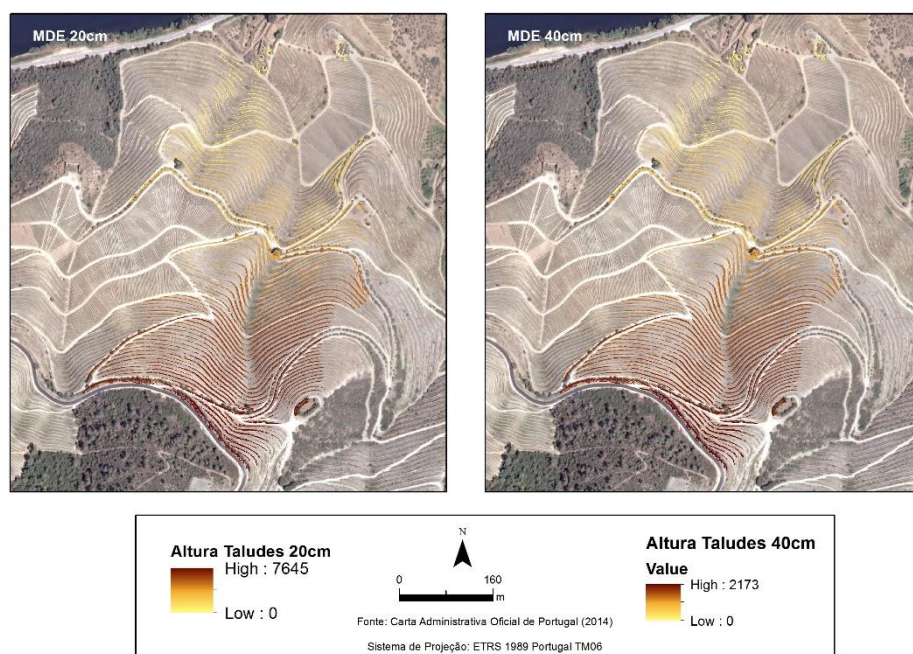 MDE 20cm
MDE 40cm
Altura Taludes 20cm
High : 7645
Low : 0
N
0 160
m
Fonte: Carta Administrativa Oficial de Portugal (2014)
Sistema de Projeção: ETRS 1989 Portugal TM06
Altura Taludes 40cm
Value
High : 2173
Low : 0